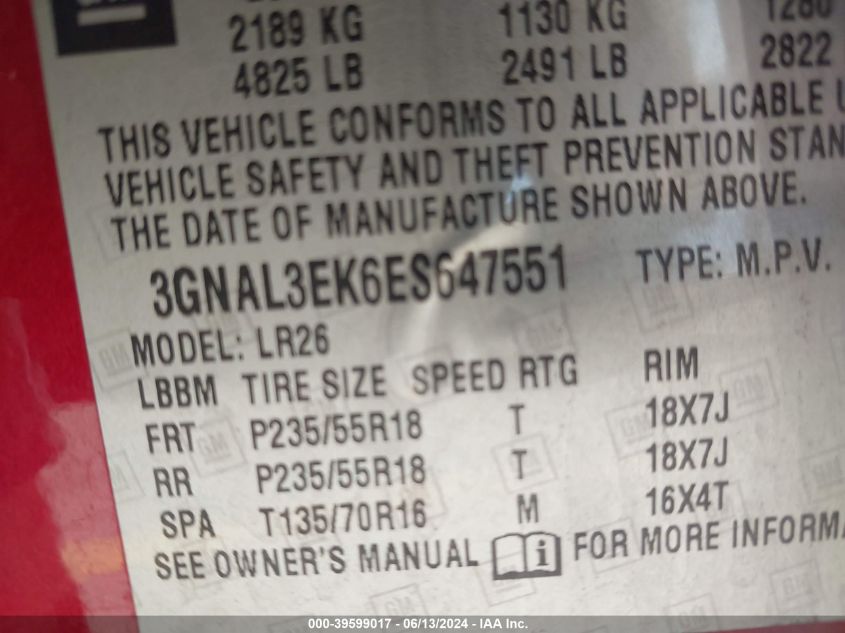 2189 KG 1130 KG 1280
4825 LB 2491 LB 2822
THIS VEHICLE CONFORMS TO ALL APPLICABLE U
VEHICLE SAFETY AND THEFT PREVENTION STAN
THE DATE OF MANUFACTURE SHOWN ABOVE.
3GNAL3EK6ES647551 TYPE: M.P.V.
MODEL: LR26
LBBM TIRE SIZE SPEED RTG RIM
FRT P235/55R18 T 18X7J
RR P235/55R18 T 18X7J
SPA T135/70R16 M 16X4T
SEE OWNER'S MANUAL i FOR MORE INFORMA
000-39599017 - 06/13/2024 - IAA Inc.